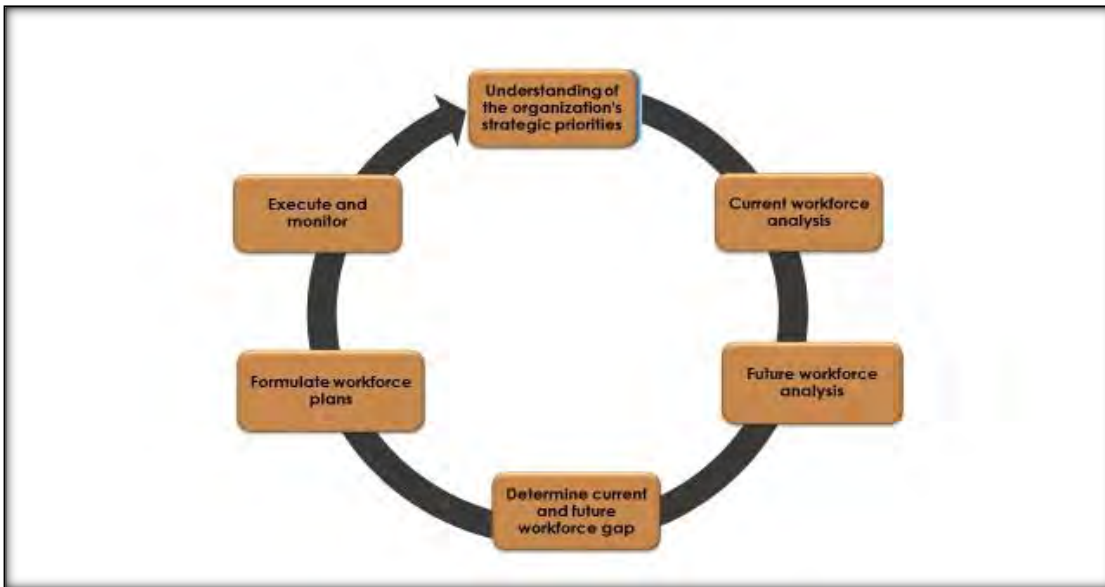 Understanding of
the organization's
strategic priorities
Current workforce
analysis
Future workforce
analysis
Determine current
and future
workforce gap
Formulate workforce
plans
Execute and
monitor